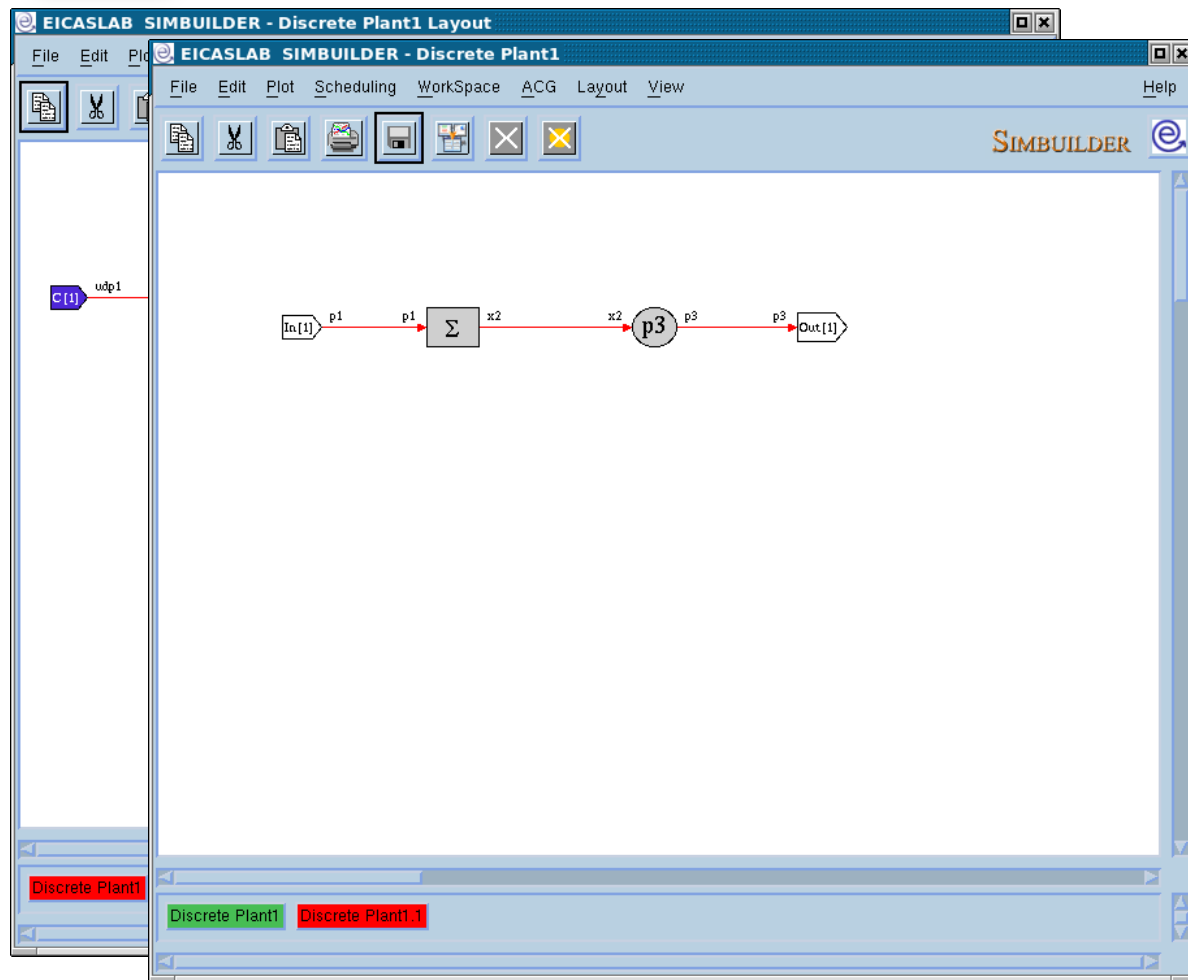 EICASLAB SIMBUILDER - Discrete Plant1 Layout
File Edit
C[1] udp1
Discrete Plant1
EICASLAB SIMBUILDER - Discrete Plant1
File Edit Plot Scheduling WorkSpace ACG Layout View Help
SIMBUILDER
p1 p1 x2 x2 p3 p3
In[1] Σ p3 Out[1]
Discrete Plant1 Discrete Plant1.1